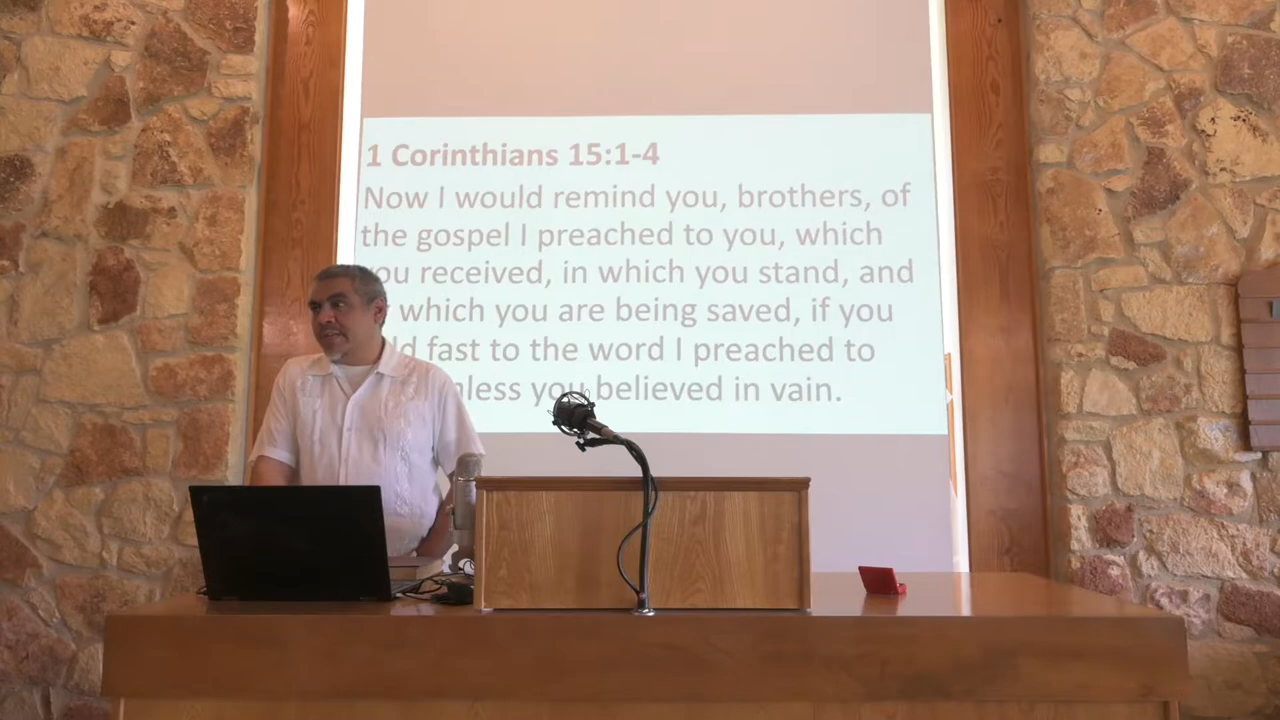 1 Corinthians 15:1-4
Now I would remind you, brothers, of
the gospel I preached to you, which
you received, in which you stand, and
which you are being saved, if you
fast to the word I preached to
unless you believed in vain.